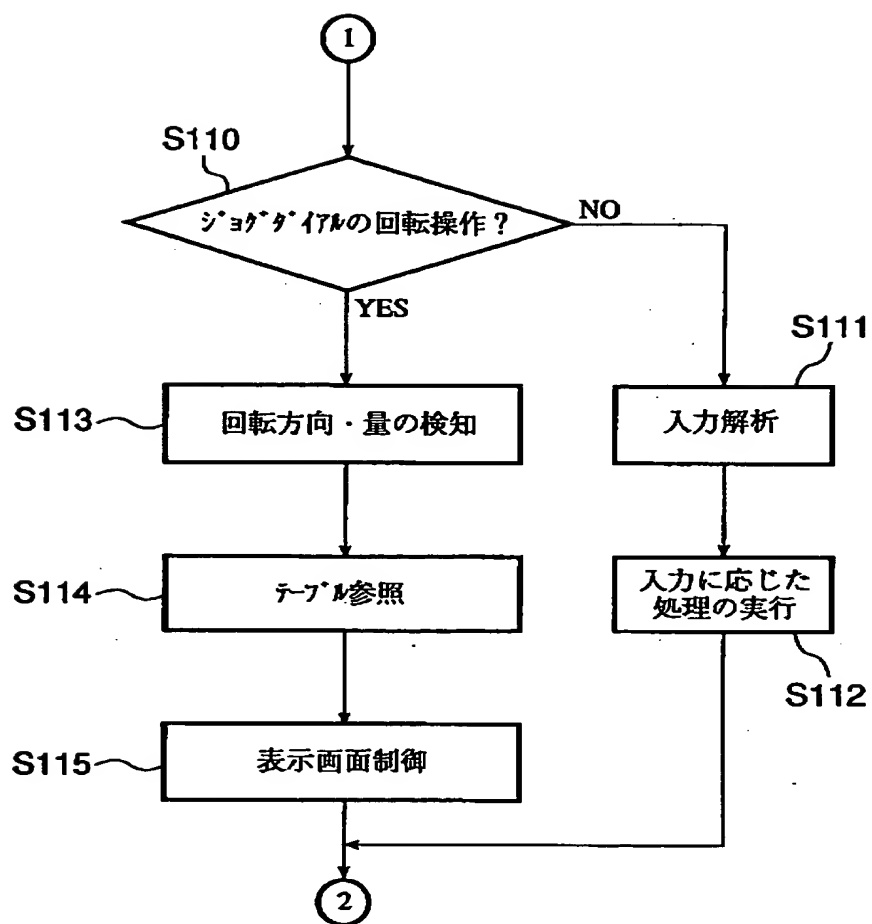 1
S110
ｼﾞｮｸﾞﾀﾞｲｱﾙの回転操作？
NO
YES
S111
S113
回転方向・量の検知
入力解析
S114
ﾃｰﾌﾞﾙ参照
入力に応じた
処理の実行
S112
S115
表示画面制御
2